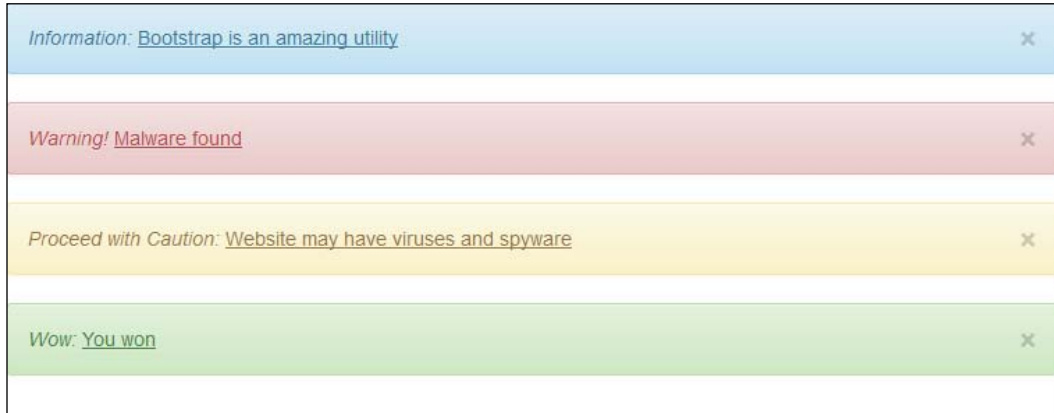 Information: Bootstrap is an amazing utility ×
Warning! Malware found ×
Proceed with Caution: Website may have viruses and spyware ×
Wow: You won ×